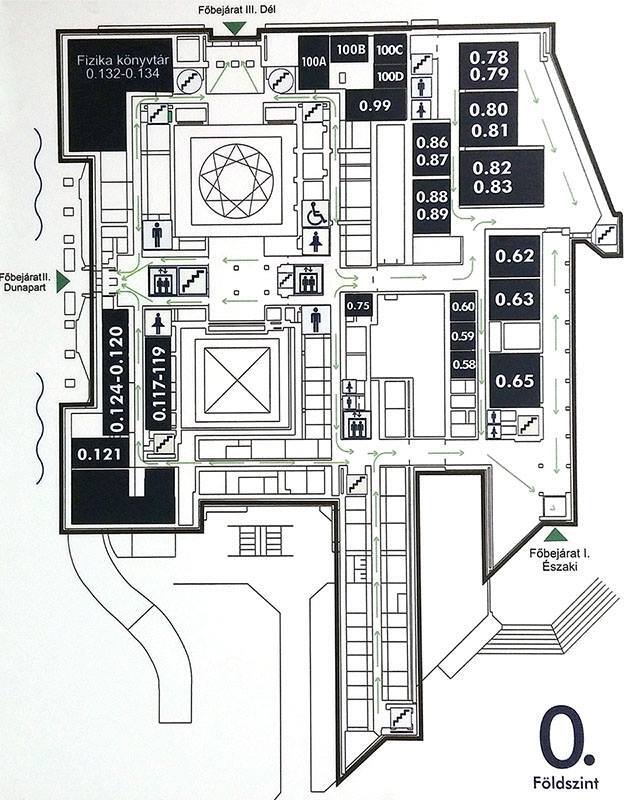 Főbejárat III. Dél
Fizika könyvtár
0.132-0.134
100A
100B
100C
100D
0.99
0.78
0.79
0.80
0.81
0.86
0.87
0.82
0.83
0.88
0.89
0.62
0.63
0.65
0.75
0.60
0.59
0.58
Főbejárat II.
Dunapart
0.124-0.120
0.117-119
0.121
Főbejárat I.
Északi
0.
Földszint